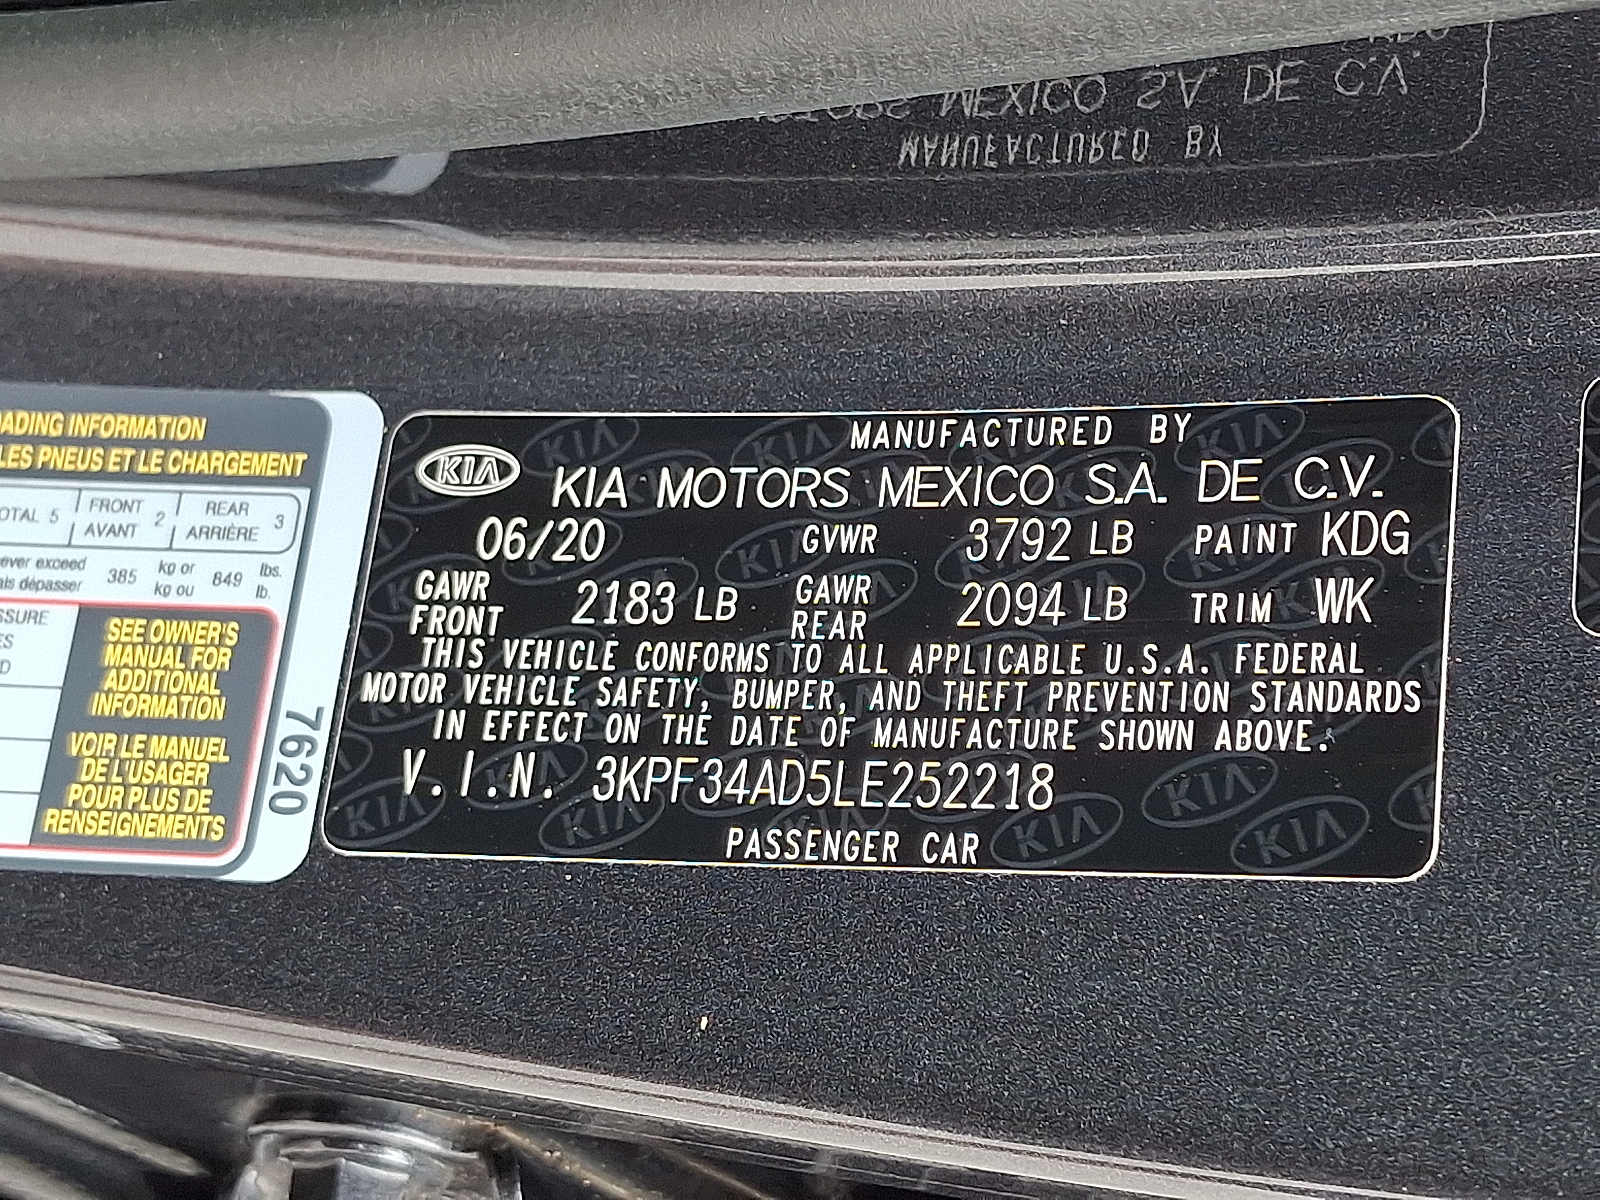 MANUFACTURED BY
MEXICO S.A. DE C.V.
OADING INFORMATION
LES PNEUS ET LE CHARGEMENT
OTAL 5 FRONT AVANT 2 REAR ARRIÈRE 3
ever exceed 385 kg or 849 lbs.
ais dépasser kg ou lb.
SSURE
ES
D
SEE OWNER'S
MANUAL FOR
ADDITIONAL
INFORMATION
VOIR LE MANUEL
DE L'USAGER
POUR PLUS DE
RENSEIGNEMENTS
7620
MANUFACTURED BY
KIA KIA MOTORS MEXICO S.A. DE C.V.
06/20 GVWR 3792 LB PAINT KDG
GAWR FRONT 2183 LB GAWR REAR 2094 LB TRIM WK
THIS VEHICLE CONFORMS TO ALL APPLICABLE U.S.A. FEDERAL
MOTOR VEHICLE SAFETY, BUMPER, AND THEFT PREVENTION STANDARDS
IN EFFECT ON THE DATE OF MANUFACTURE SHOWN ABOVE.
V.I.N. 3KPF34AD5LE252218
PASSENGER CAR